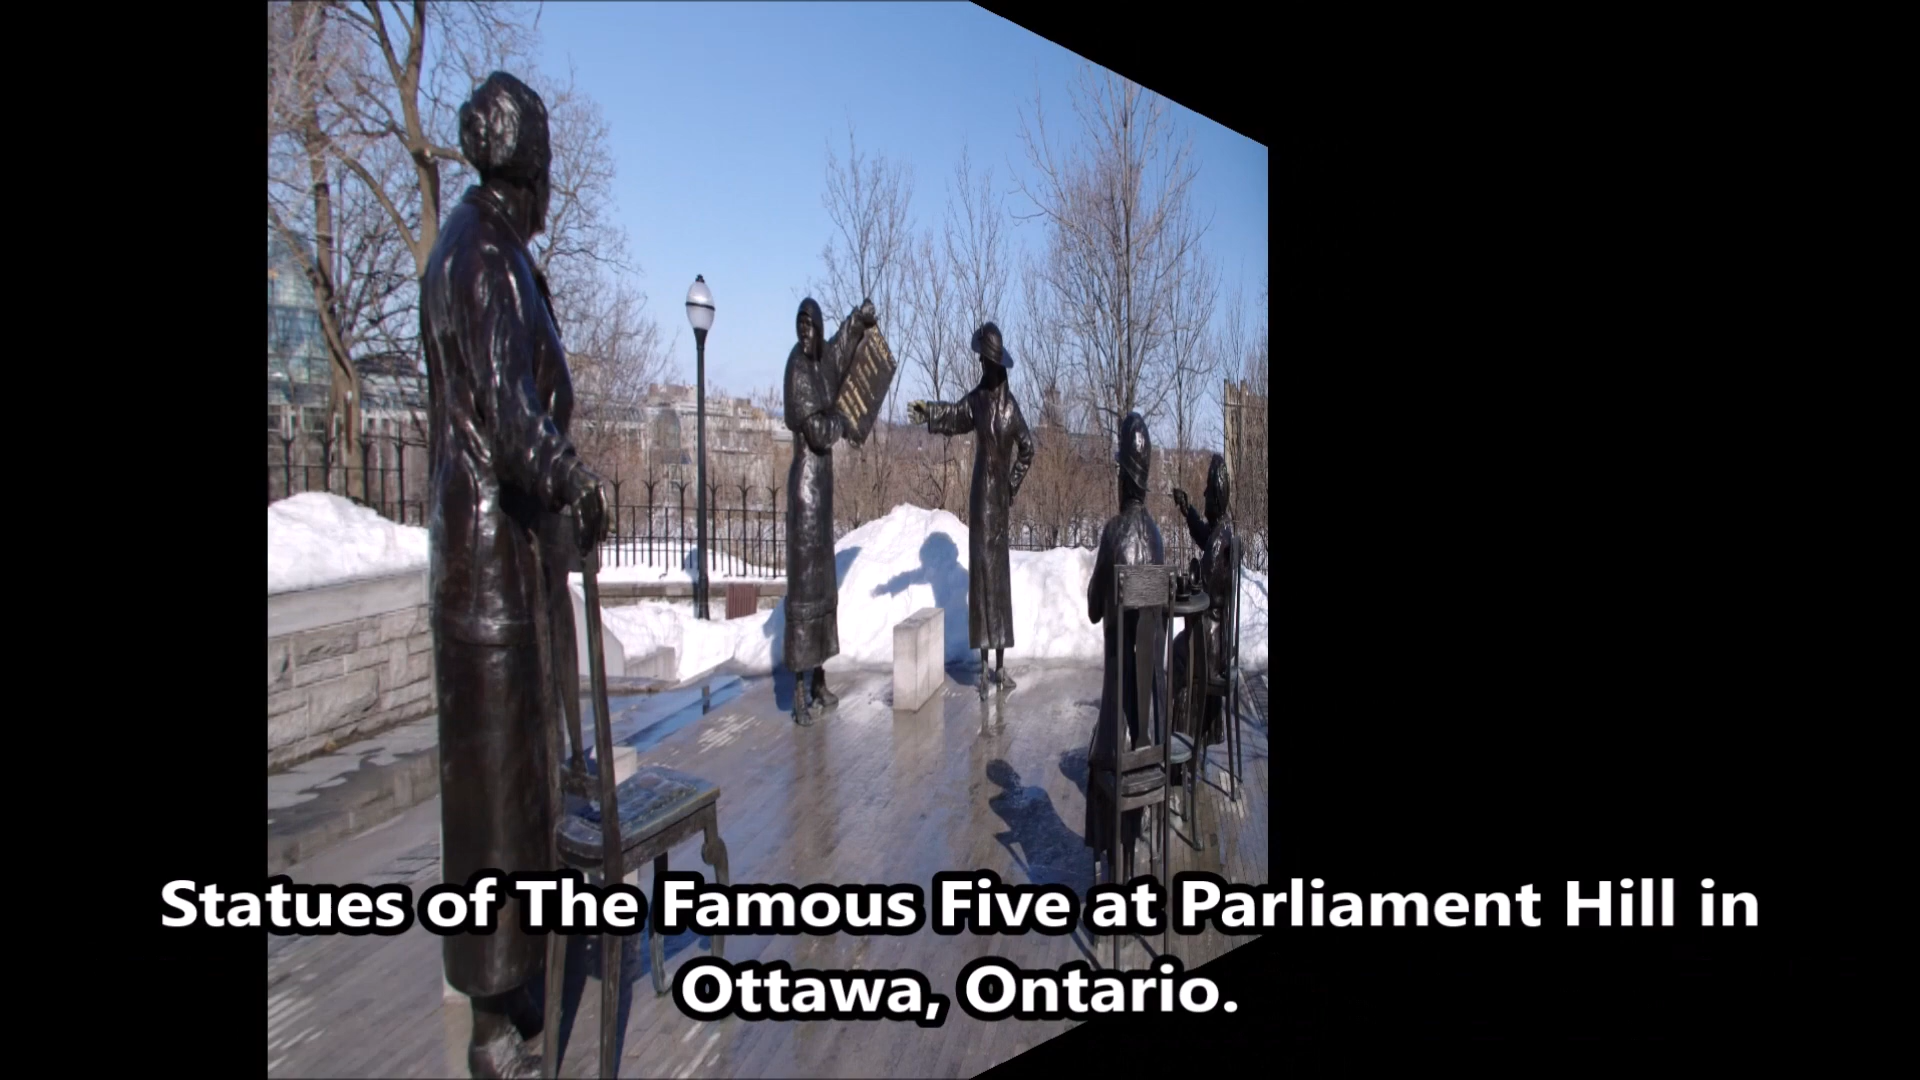 Statues of The Famous Five at Parliament Hill in
Ottawa, Ontario.